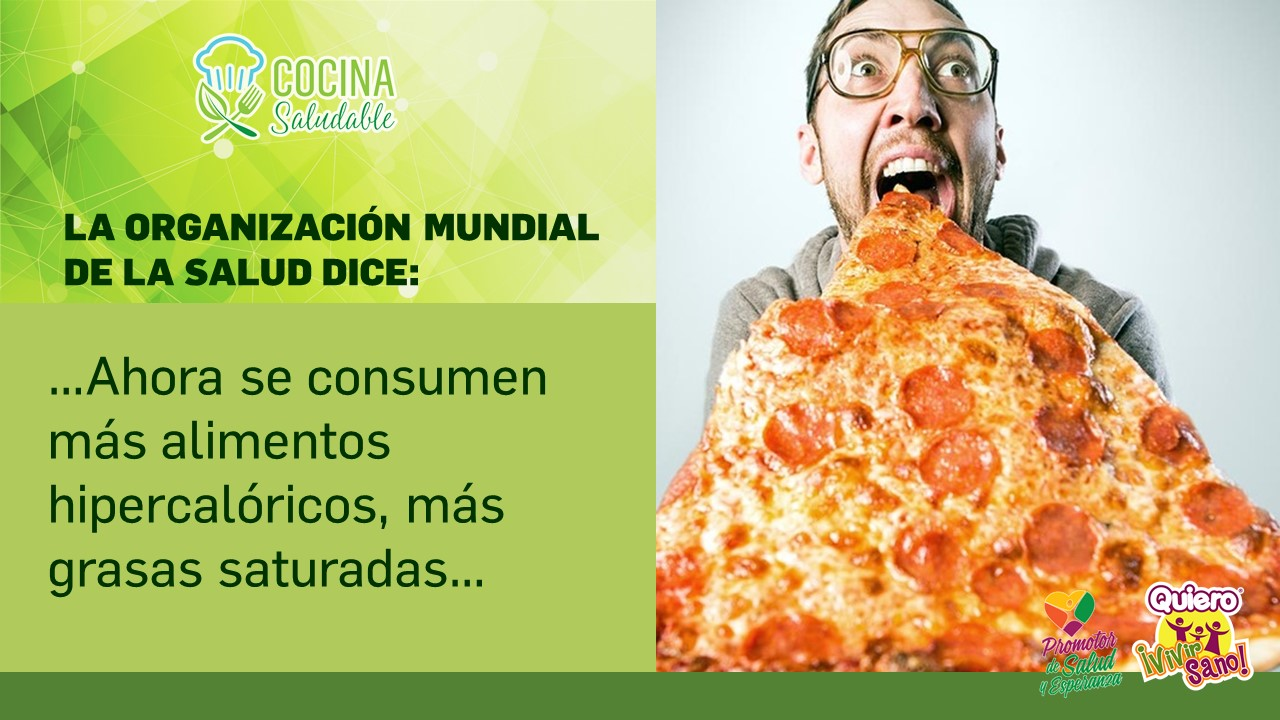 COCINA
Saludable
LA ORGANIZACIÓN MUNDIAL
DE LA SALUD DICE:
...Ahora se consumen
más alimentos
hipercalóricos, más
grasas saturadas...
Promotor
de Salud
y Esperanza
Quiero
¡ViVir
Sano!